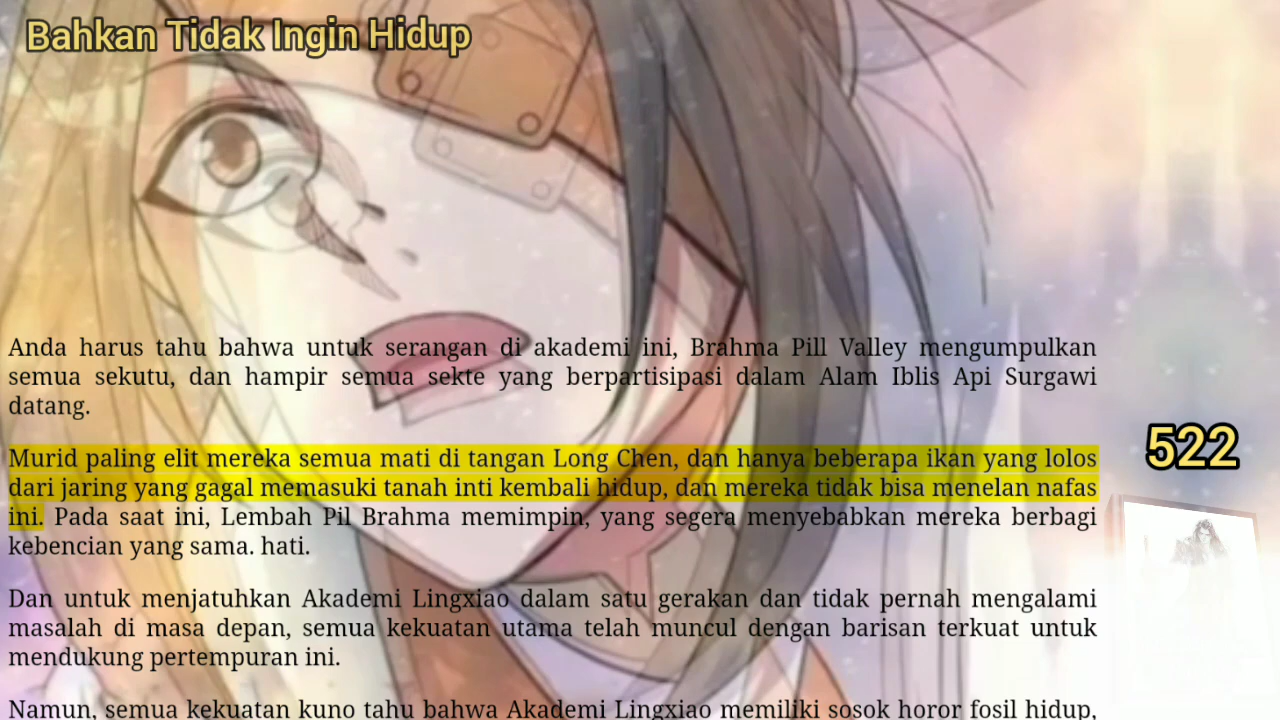 Bahkan Tidak Ingin Hidup
Anda harus tahu bahwa untuk serangan di akademi ini, Brahma Pill Valley mengumpulkan
semua sekutu, dan hampir semua sekte yang berpartisipasi dalam Alam Iblis Api Surgawi
datang.
522
Murid paling elit mereka semua mati di tangan Long Chen, dan hanya beberapa ikan yang lolos
dari jaring yang gagal memasuki tanah inti kembali hidup, dan mereka tidak bisa menelan nafas
ini. Pada saat ini, Lembah Pil Brahma memimpin, yang segera menyebabkan mereka berbagi
kebencian yang sama. hati.
Dan untuk menjatuhkan Akademi Lingxiao dalam satu gerakan dan tidak pernah mengalami
masalah di masa depan, semua kekuatan utama telah muncul dengan barisan terkuat untuk
mendukung pertempuran ini.
Namun, semua kekuatan kuno tahu bahwa Akademi Lingxiao memiliki sosok horor fosil hidup,